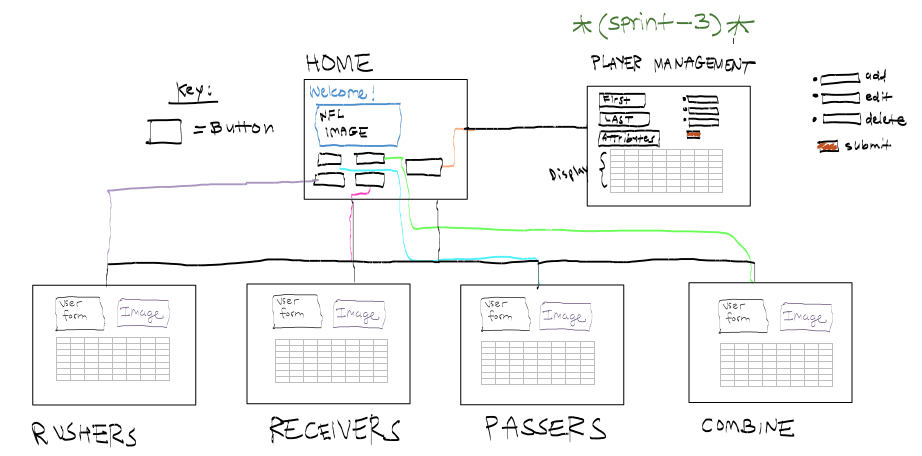 *(sprint-3)*
HOME
PLAYER MANAGEMENT
Key:
= Button
Welcome!
NFL
IMAGE
First
LAST
Attributes
Display
add
edit
delete
submit
User
form
Image
User
form
Image
User
form
Image
User
form
Image
RUSHERS
RECEIVERS
PASSERS
COMBINE